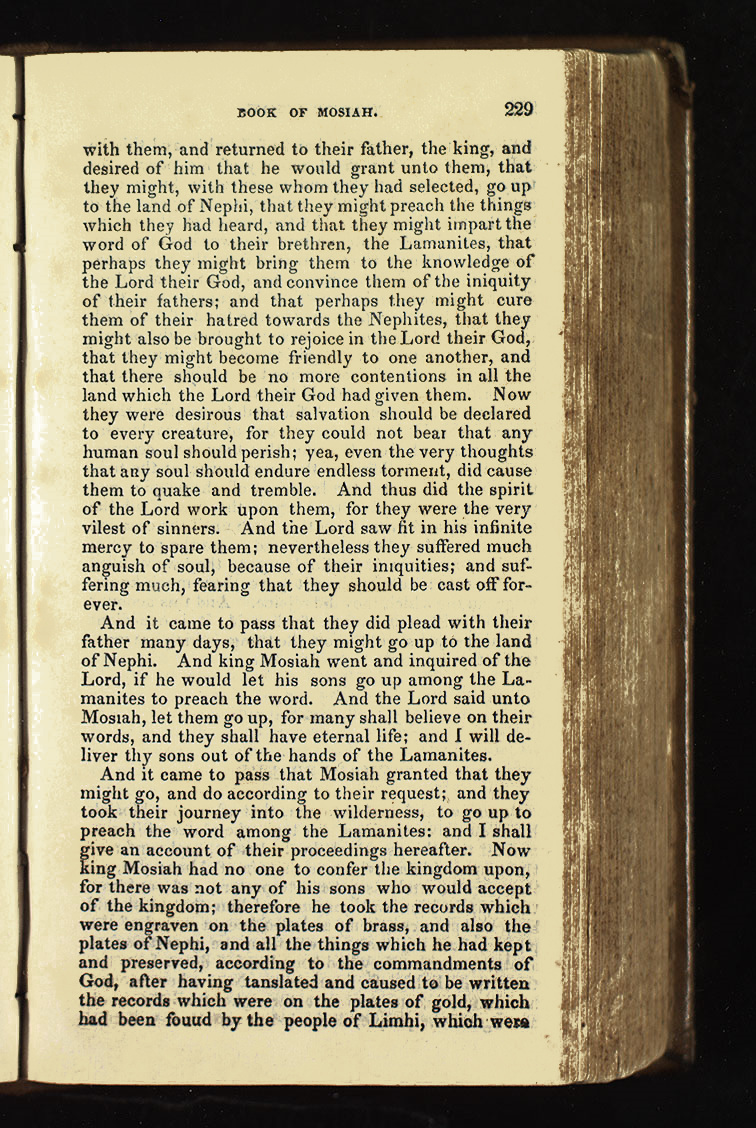 BOOK OF MOSIAH. 229
with them, and returned to their father, the king, and
desired of him that he would grant unto them, that
they might, with these whom they had selected, go up
to the land of Nephi, that they might preach the things
which they had heard, and that they might impart the
word of God to their brethren, the Lamanites, that
perhaps they might bring them to the knowledge of
the Lord their God, and convince them of the iniquity
of their fathers; and that perhaps they might cure
them of their hatred towards the Nephites, that they
might also be brought to rejoice in the Lord their God,
that they might become friendly to one another, and
that there should be no more contentions in all the
land which the Lord their God had given them. Now
they were desirous that salvation should be declared
to every creature, for they could not bear that any
human soul should perish; yea, even the very thoughts
that any soul should endure endless torment, did cause
them to quake and tremble. And thus did the spirit
of the Lord work upon them, for they were the very
vilest of sinners. And the Lord saw fit in his infinite
mercy to spare them; nevertheless they suffered much
anguish of soul, because of their iniquities; and suf-
fering much, fearing that they should be cast off for-
ever.
And it came to pass that they did plead with their
father many days, that they might go up to the land
of Nephi. And king Mosiah went and inquired of the
Lord, if he would let his sons go up among the La-
manites to preach the word. And the Lord said unto
Mosiah, let them go up, for many shall believe on their
words, and they shall have eternal life; and I will de-
liver thy sons out of the hands of the Lamanites.
And it came to pass that Mosiah granted that they
might go, and do according to their request; and they
took their journey into the wilderness, to go up to
preach the word among the Lamanites: and I shall
give an account of their proceedings hereafter. Now
king Mosiah had no one to confer the kingdom upon,
for there was not any of his sons who would accept
of the kingdom; therefore he took the records which
were engraven on the plates of brass, and also the
plates of Nephi, and all the things which he had kept
and preserved, according to the commandments of
God, after having tanslated and caused to be written
the records which were on the plates of gold, which
had been fouud by the people of Limhi, which were